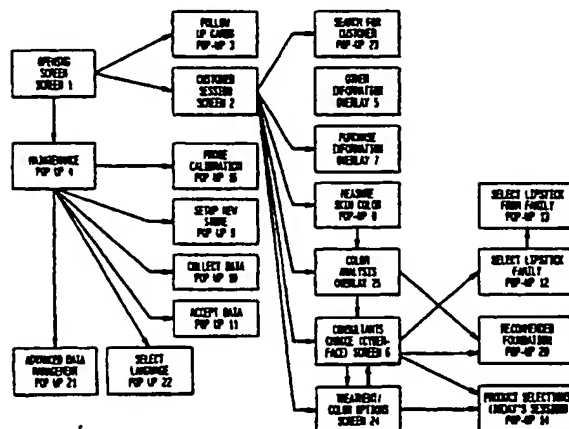 FOLLOW
UP CARDS
POP-UP 3
SEARCH FOR
CUSTOMER
POP-UP 23
OPENING
SCREEN
SCREEN 1
CUSTOMER
SESSION
SCREEN 2
OTHER
INFORMATION
OVERLAY 5
MAINTENANCE
POP UP 4
PROBE
CALIBRATION
POP UP 16
PURCHASE
INFORMATION
OVERLAY 7
SETUP NEW
STORE
POP UP 9
MEASURE
SKIN COLOR
POP-UP 8
SELECT LIPSTICK
FROM FAMILY
POP-UP 13
COLLECT DATA
POP UP 10
COLOR
ANALYSIS
OVERLAY 25
SELECT LIPSTICK
FAMILY
POP-UP 12
ACCEPT DATA
POP UP 11
CONSULTANTS
CHOICE (CYBER-
FACE) SCREEN 6
RECOMMENDED
FOUNDATION
POP-UP 20
ADVANCED DATA
MANAGEMENT
POP UP 21
SELECT
LANGUAGE
POP UP 22
TREATMENT/
COLOR OPTIONS
SCREEN 24
PRODUCT SELECTIONS
SESSION
POP-UP 14